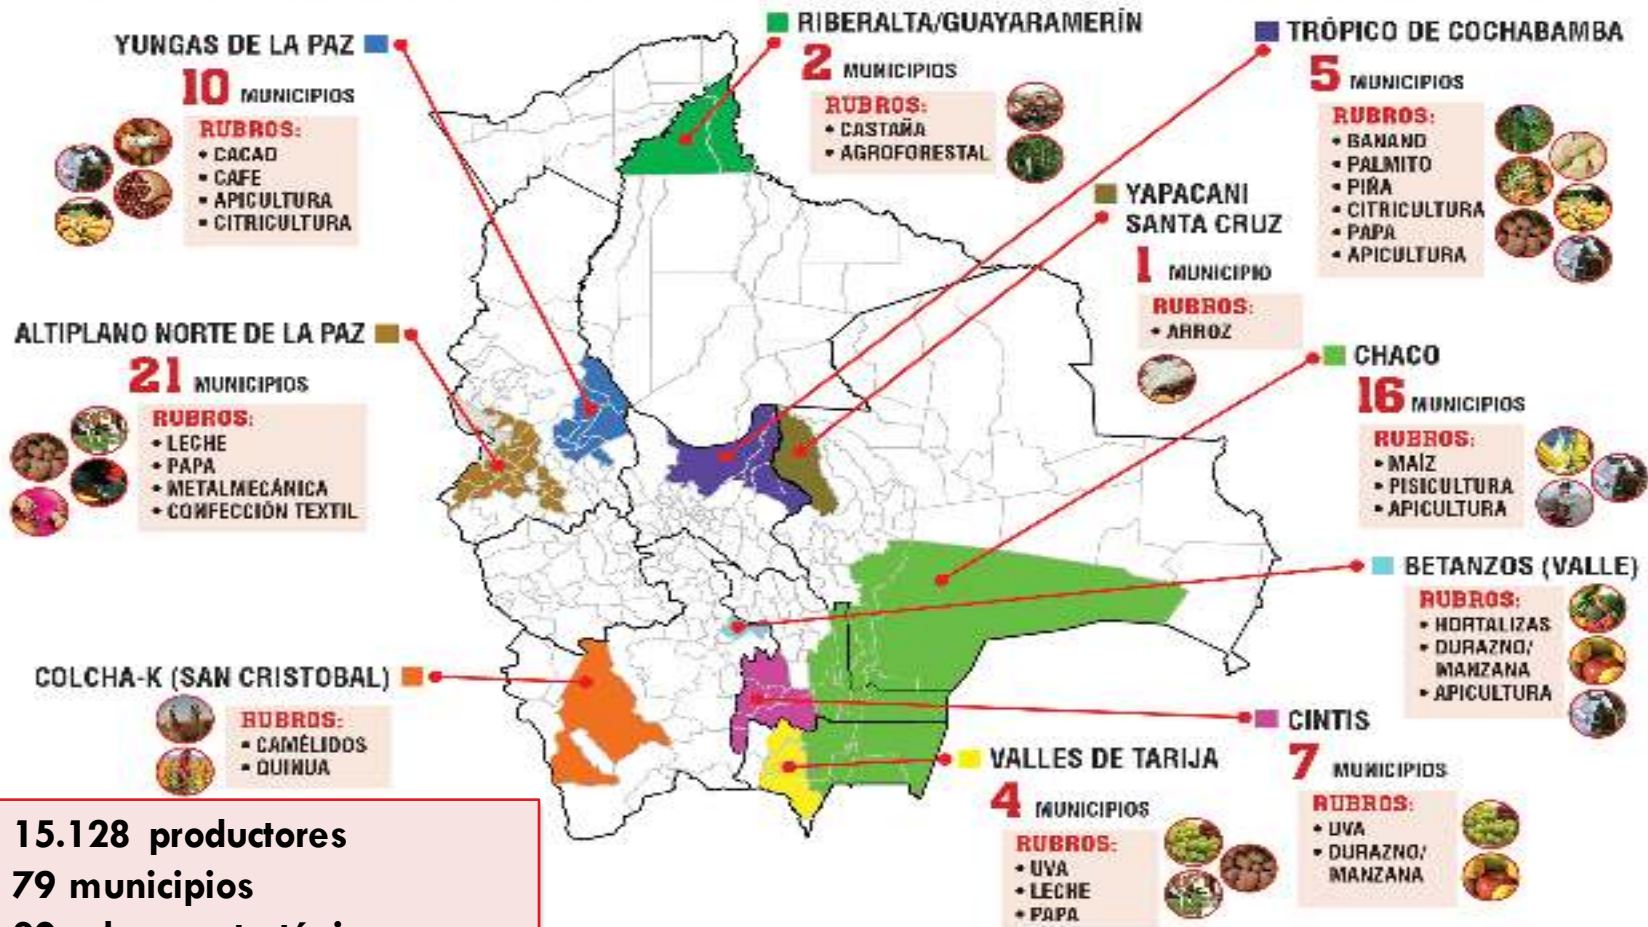 YUNGAS DE LA PAZ
10 MUNICIPIOS
RUBROS:
• CACAO
• CAFE
• APICULTURA
• CITRICULTURA
RIBERALTA/GUAYARAMERÍN
2 MUNICIPIOS
RUBROS:
• CASTAÑA
• AGROFORESTAL
TRÓPICO DE COCHABAMBA
5 MUNICIPIOS
RUBROS:
• BANANO
• PALMITO
• PIÑA
• CITRICULTURA
• PAPA
• APICULTURA
YAPACANI
SANTA CRUZ
1 MUNICIPIO
RUBROS:
• ARROZ
ALTIPLANO NORTE DE LA PAZ
21 MUNICIPIOS
RUBROS:
• LECHE
• PAPA
• METALMECÁNICA
• CONFECCIÓN TEXTIL
CHACO
16 MUNICIPIOS
RUBROS:
• MAÍZ
• PISICULTURA
• APICULTURA
BETANZOS (VALLE)
RUBROS:
• HORTALIZAS
• DURAZNO/
MANZANA
• APICULTURA
COLCHA-K (SAN CRISTOBAL)
RUBROS:
• CAMÉLIDOS
• QUINUA
CINTIS
7 MUNICIPIOS
RUBROS:
• UVA
• DURAZNO/
MANZANA
VALLES DE TARIJA
4 MUNICIPIOS
RUBROS:
• UVA
• LECHE
• PAPA
15.128 productores
79 municipios